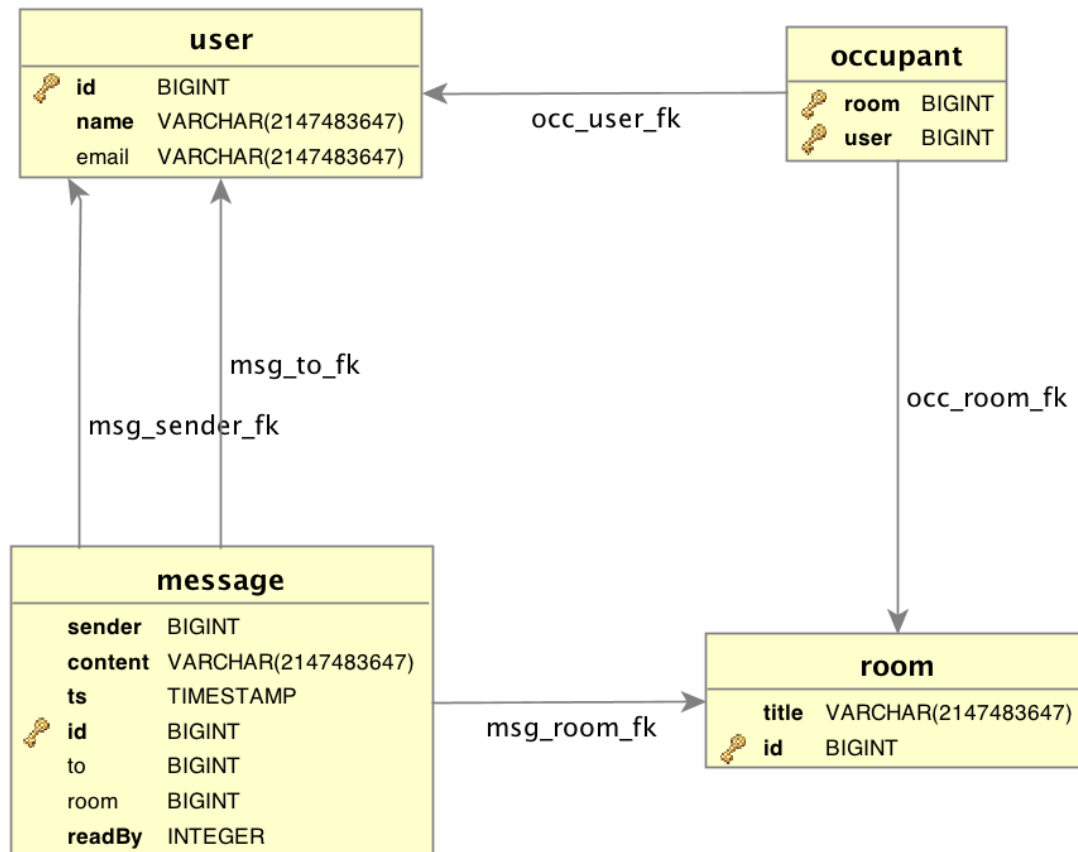 user
id BIGINT
name VARCHAR(2147483647)
email VARCHAR(2147483647)
occupant
room BIGINT
user BIGINT
occ_user_fk
msg_to_fk
msg_sender_fk
occ_room_fk
message
sender BIGINT
content VARCHAR(2147483647)
ts TIMESTAMP
id BIGINT
to BIGINT
room BIGINT
readBy INTEGER
msg_room_fk
room
title VARCHAR(2147483647)
id BIGINT